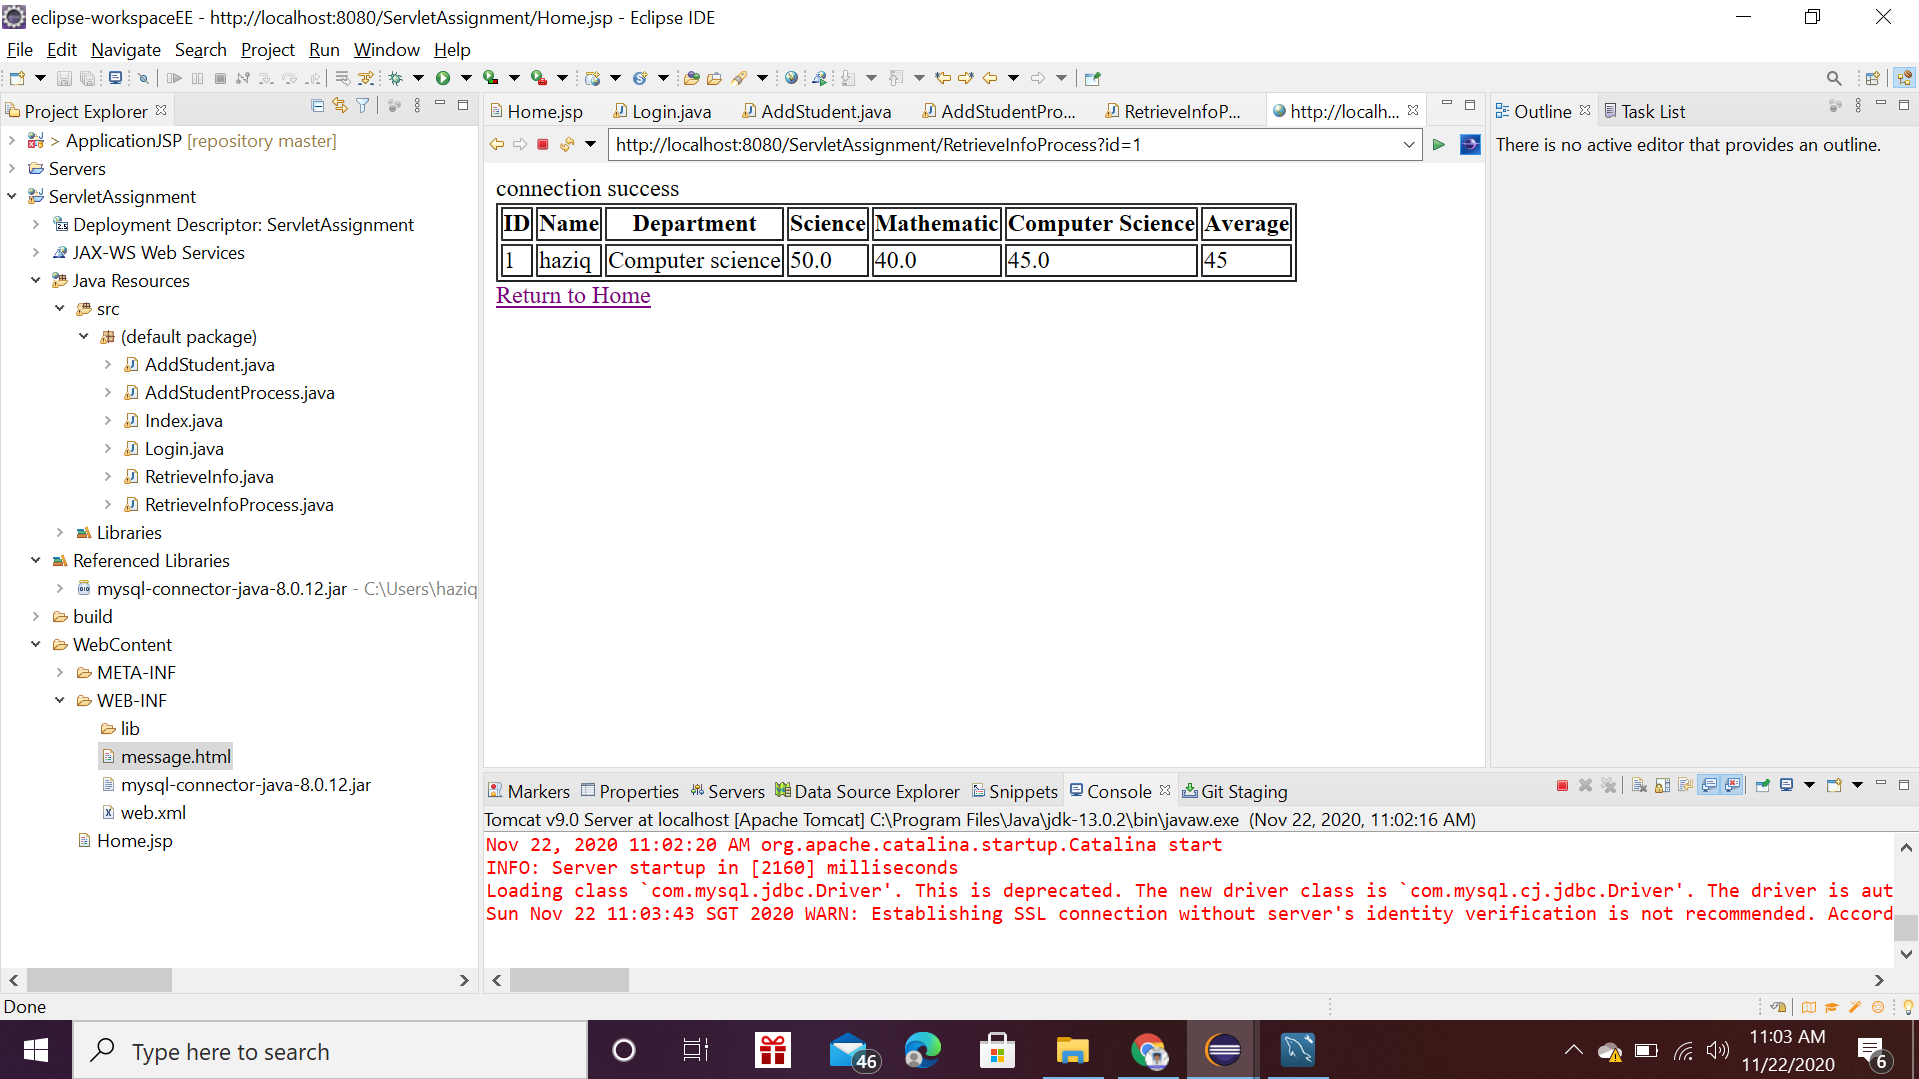 eclipse-workspaceEE - http://localhost:8080/ServletAssignment/Home.jsp - Eclipse IDE
File Edit Navigate Search Project Run Window Help
Project Explorer
> ApplicationJSP [repository master]
Servers
ServletAssignment
Deployment Descriptor: ServletAssignment
JAX-WS Web Services
Java Resources
src
(default package)
AddStudent.java
AddStudentProcess.java
Index.java
Login.java
RetrieveInfo.java
RetrieveInfoProcess.java
Libraries
Referenced Libraries
mysql-connector-java-8.0.12.jar - C:\Users\haziq
build
WebContent
META-INF
WEB-INF
lib
message.html
mysql-connector-java-8.0.12.jar
web.xml
Home.jsp
Home.jsp Login.java AddStudent.java AddStudentPro... RetrieveInfoP... http://localh...
http://localhost:8080/ServletAssignment/RetrieveInfoProcess?id=1
connection success
ID Name Department Science Mathematic Computer Science Average
1 haziq Computer science 50.0 40.0 45.0 45
Return to Home
Outline Task List
There is no active editor that provides an outline.
Markers Properties Servers Data Source Explorer Snippets Console Git Staging
Tomcat v9.0 Server at localhost [Apache Tomcat] C:\Program Files\Java\jdk-13.0.2\bin\javaw.exe (Nov 22, 2020, 11:02:16 AM)
Nov 22, 2020 11:02:20 AM org.apache.catalina.startup.Catalina start
INFO: Server startup in [2160] milliseconds
Loading class `com.mysql.jdbc.Driver'. This is deprecated. The new driver class is `com.mysql.cj.jdbc.Driver'. The driver is aut
Sun Nov 22 11:03:43 SGT 2020 WARN: Establishing SSL connection without server's identity verification is not recommended. Accord
Done
Type here to search
46
11:03 AM
11/22/2020
6